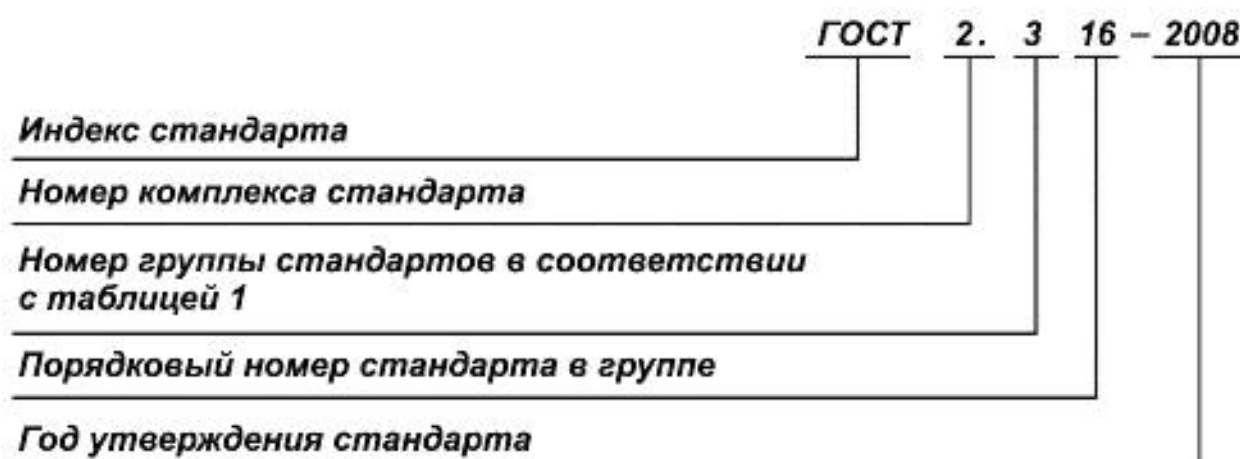 ГОСТ 2. 3 16 – 2008
Индекс стандарта
Номер комплекса стандарта
Номер группы стандартов в соответствии
с таблицей 1
Порядковый номер стандарта в группе
Год утверждения стандарта